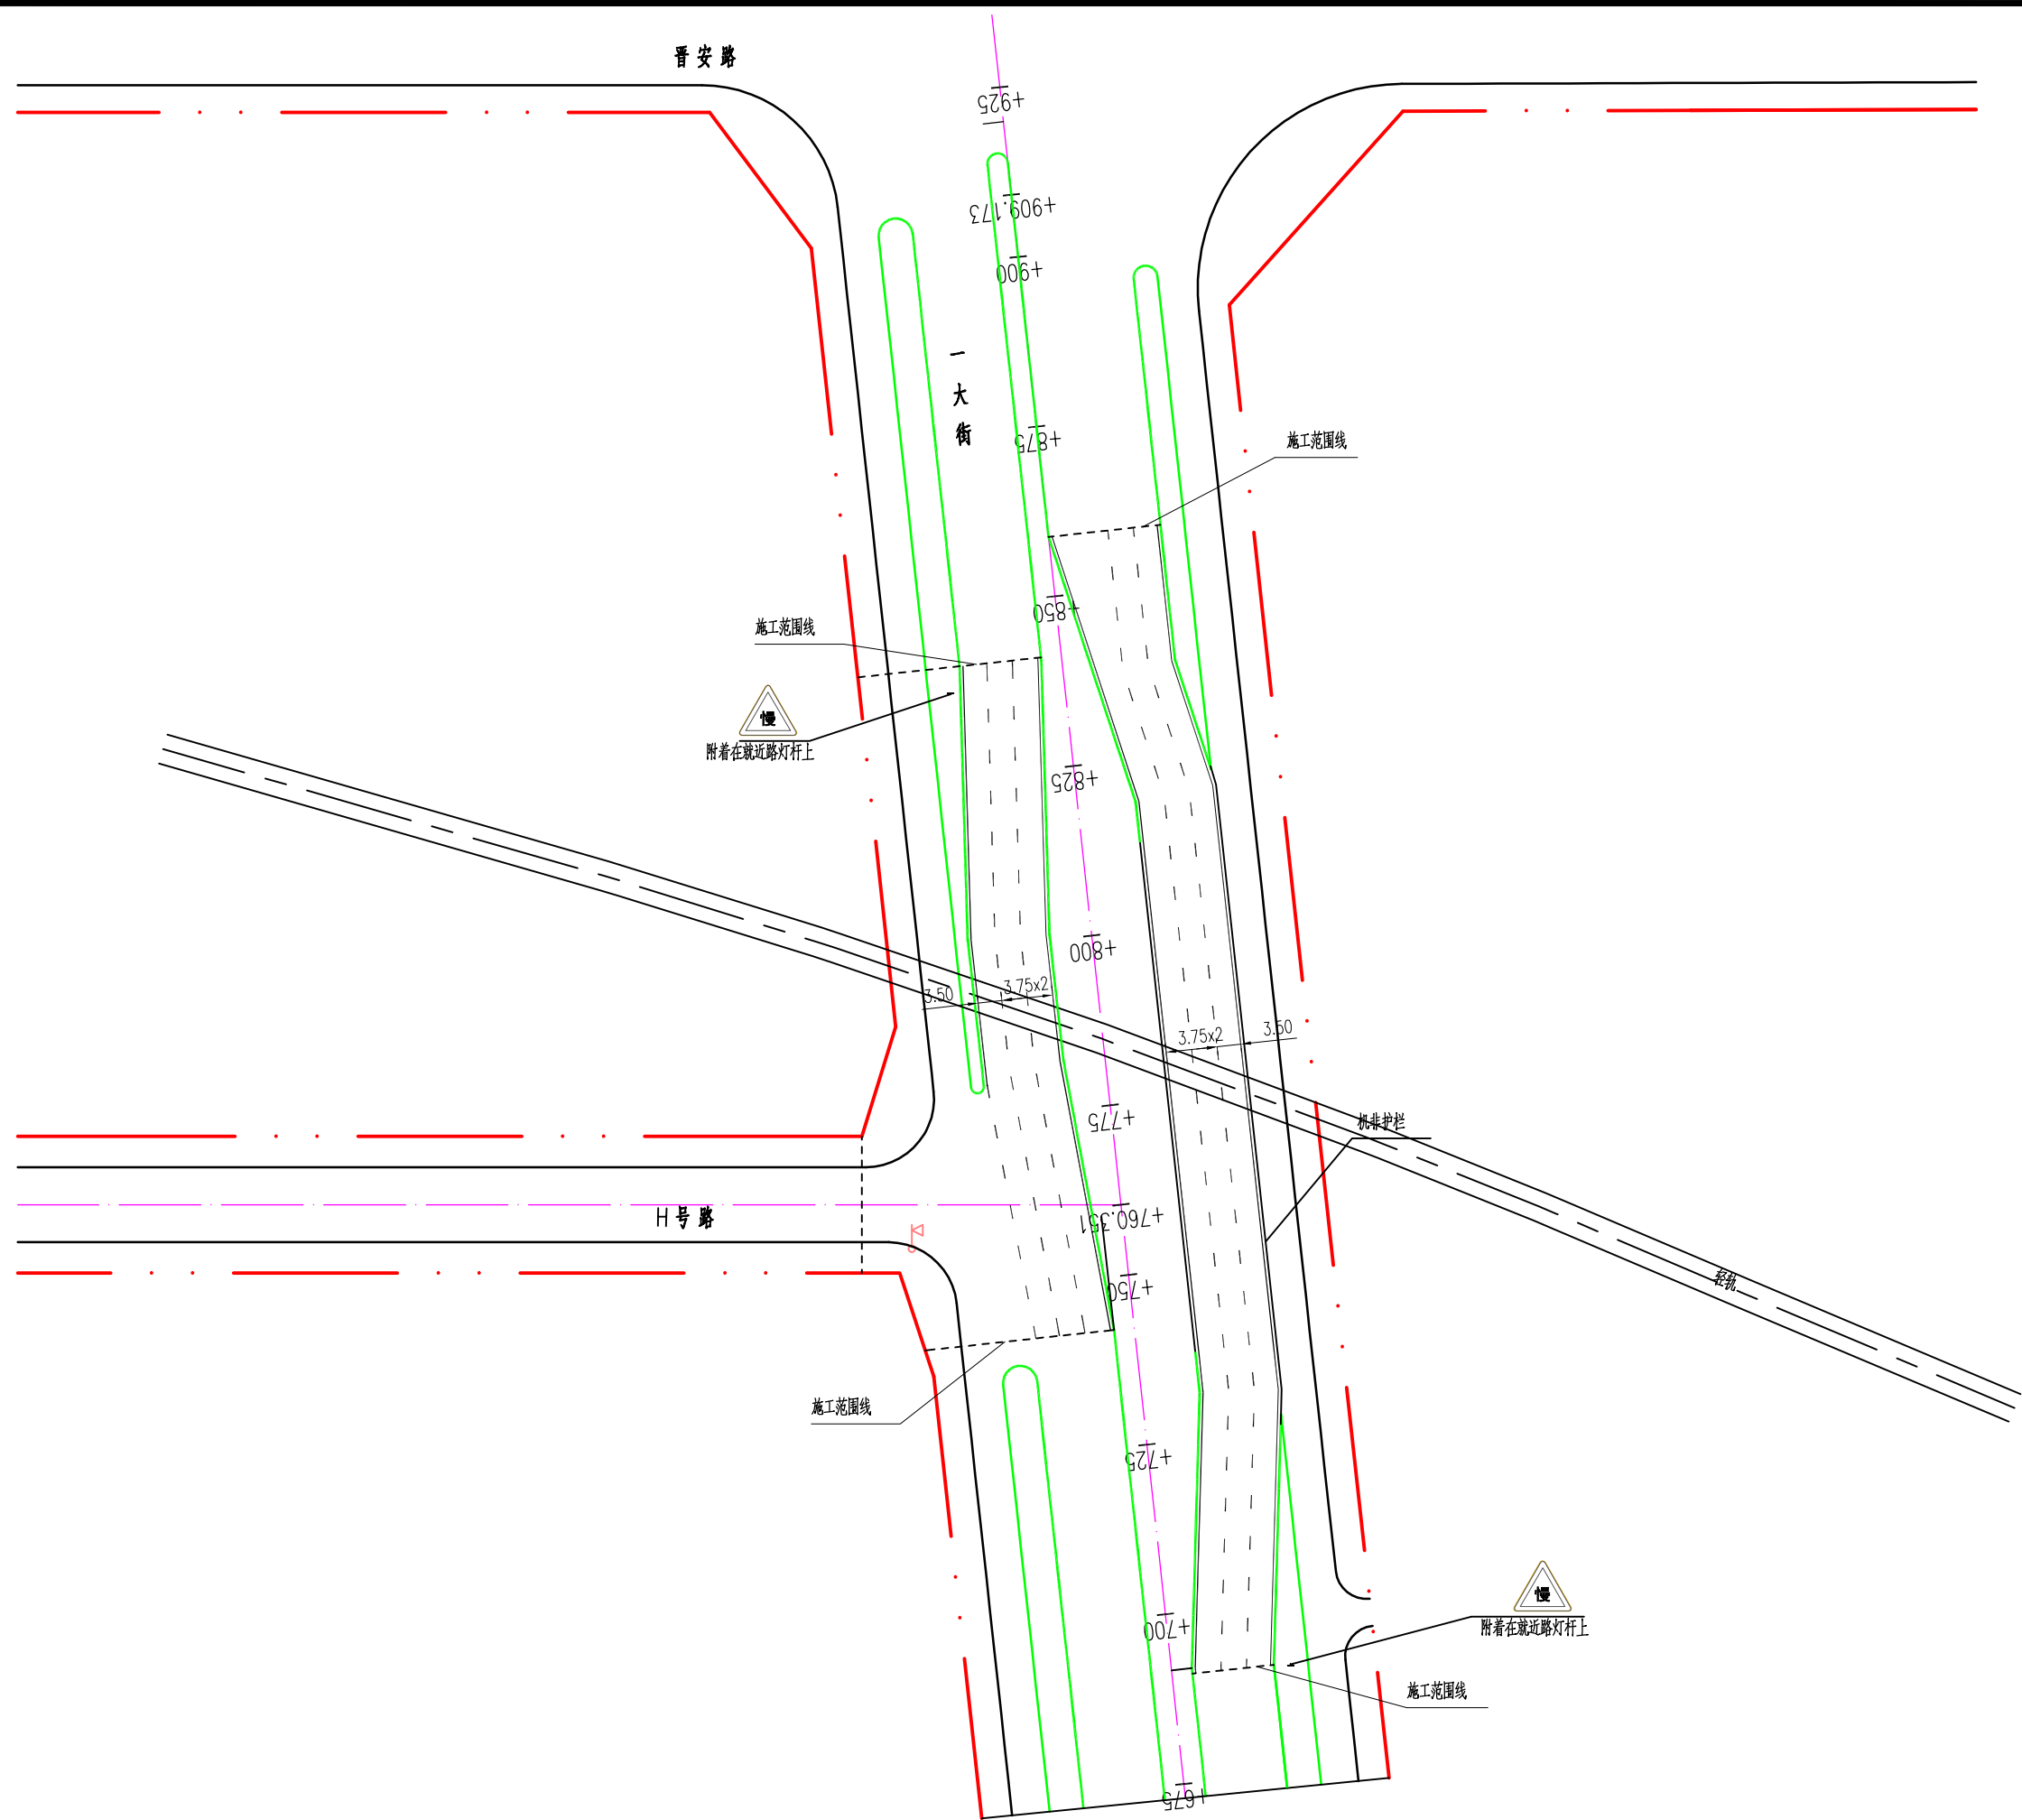 晋安路
+925
+909.173
+900
一大街
+875
施工范围线
+850
施工范围线
慢
附着在就近路灯杆上
+825
+800
3.50
3.75x2
3.75x2
3.50
+775
机非护栏
H号路
+760.351
轻轨
+750
施工范围线
+725
慢
附着在就近路灯杆上
+700
施工范围线
+675